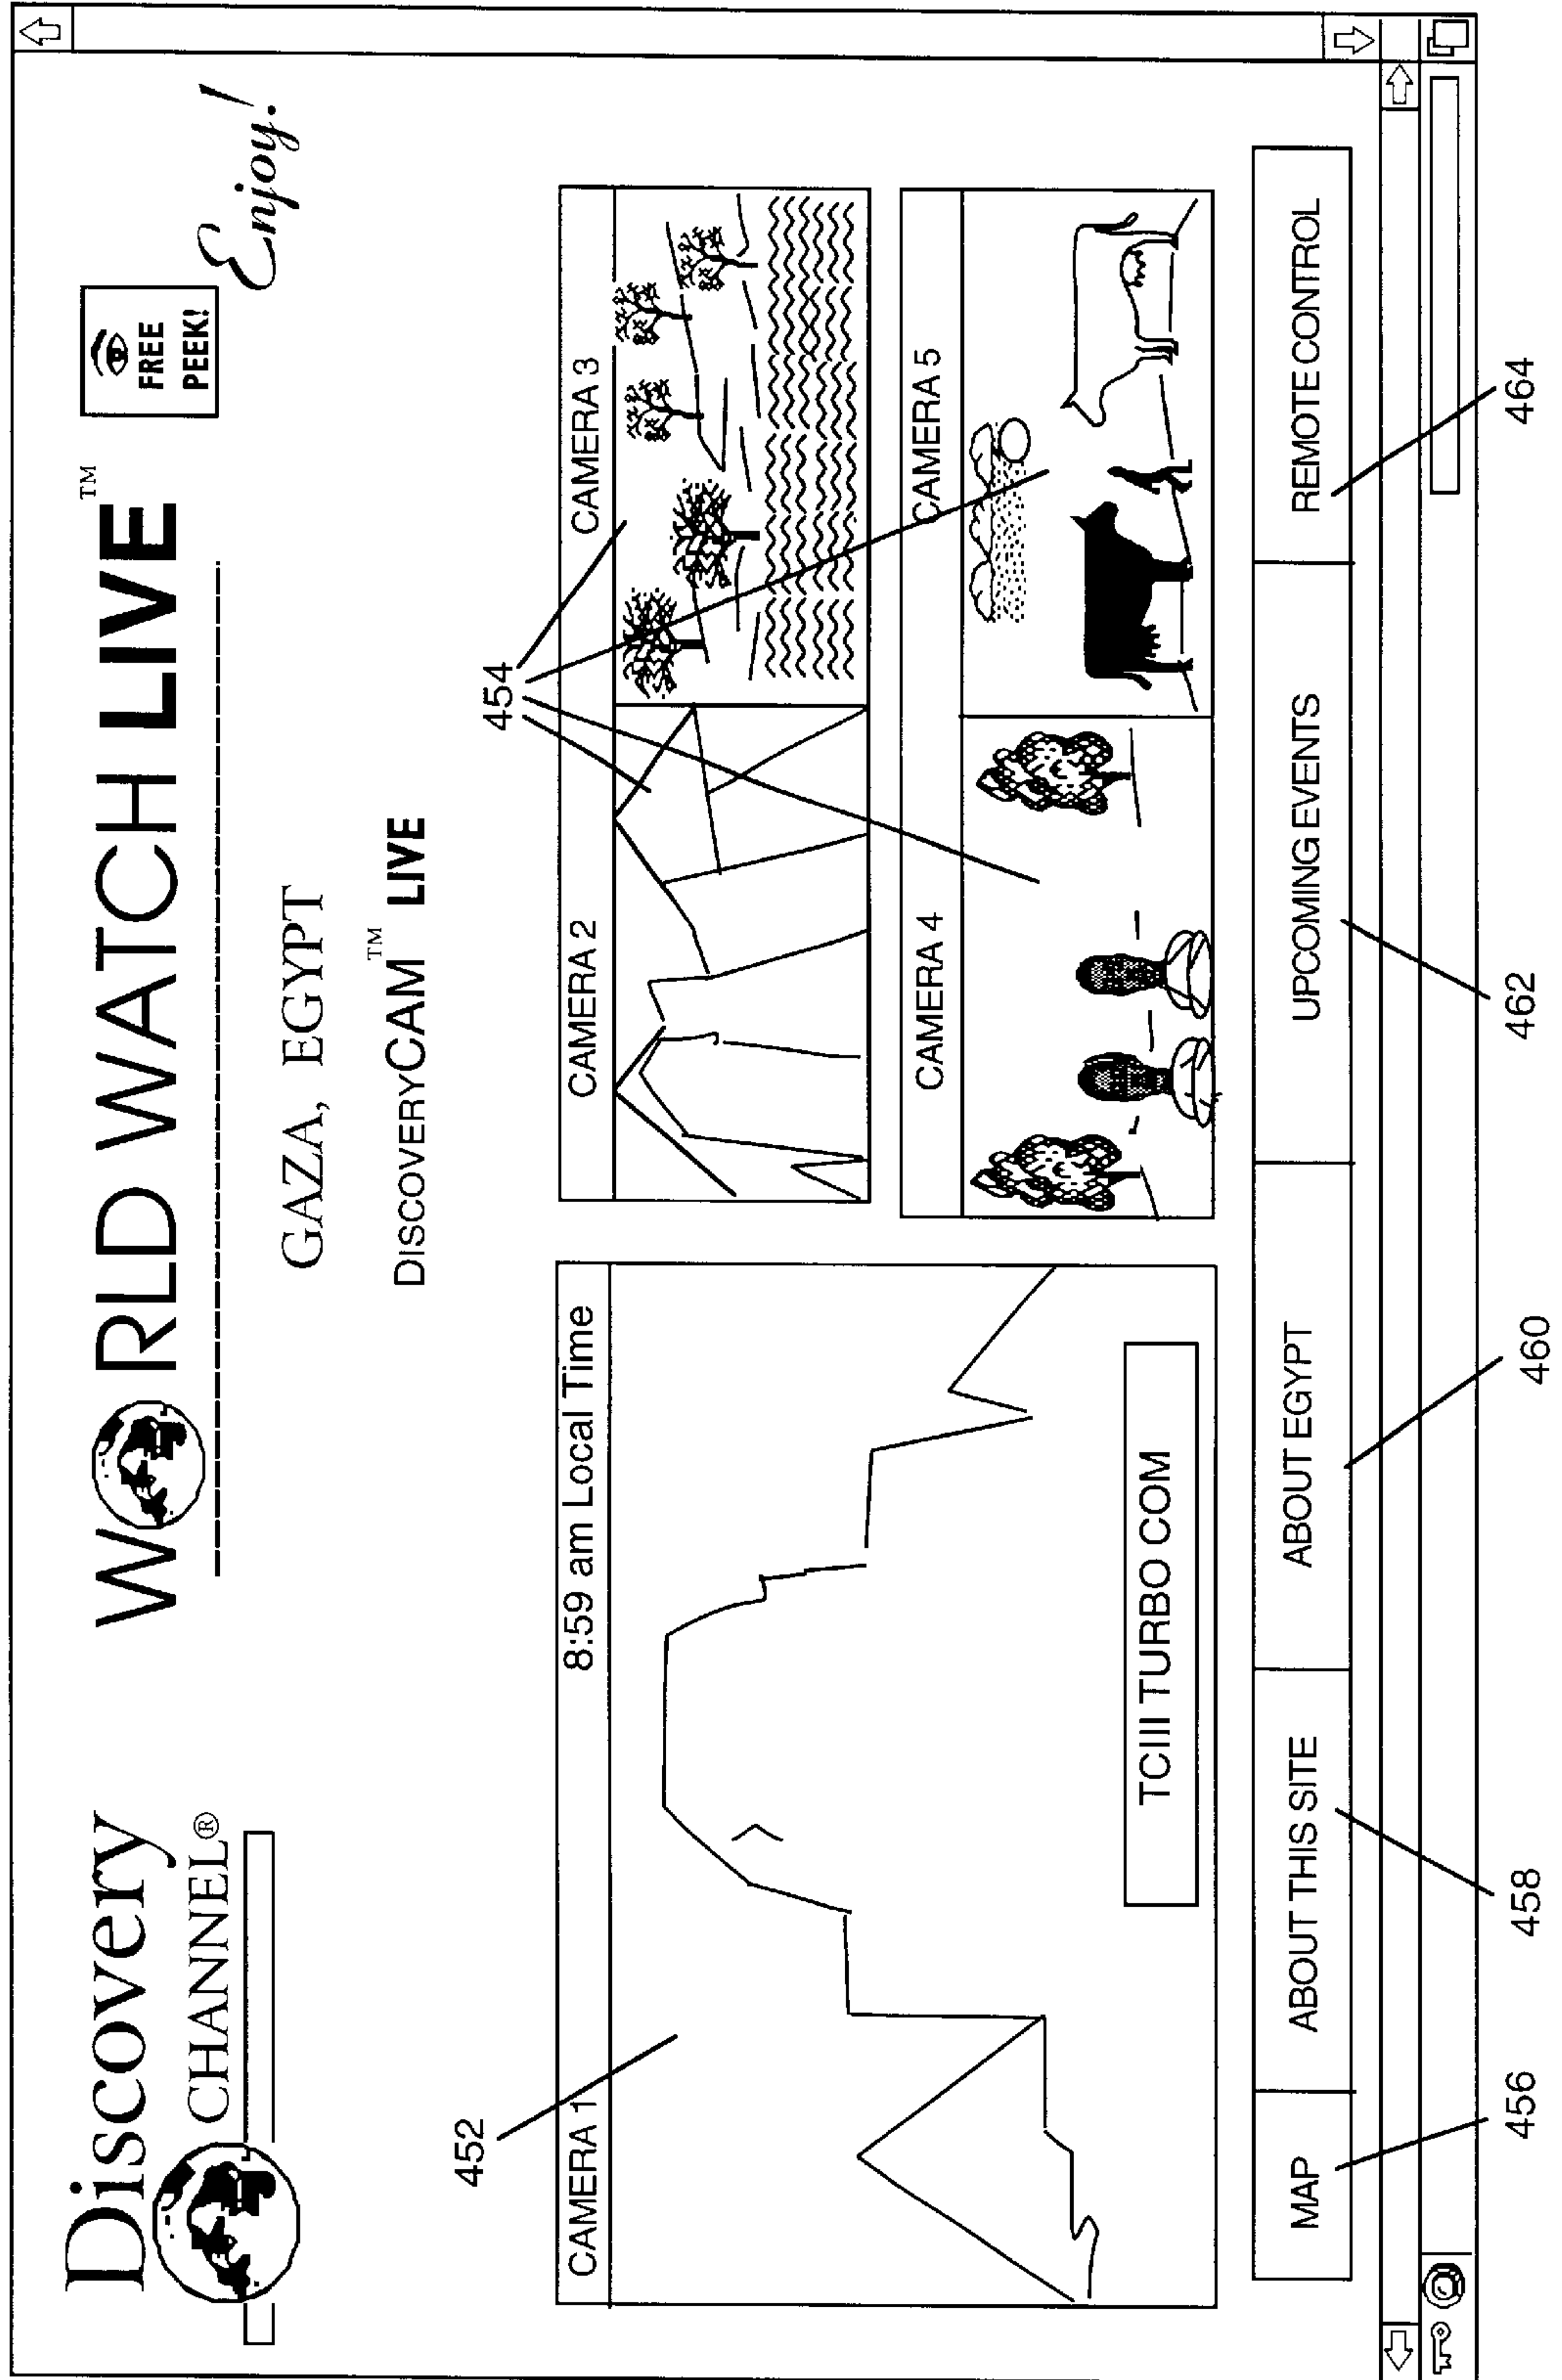 Discovery
CHANNEL®
WORLD WATCH LIVE™
FREE
PEEK!
Enjoy!
GAZA, EGYPT
DISCOVERYCAM™ LIVE
452
454
CAMERA 1
8:59 am Local Time
CAMERA 2
CAMERA 3
CAMERA 4
CAMERA 5
TCIII TURBO COM
MAP
ABOUT THIS SITE
ABOUT EGYPT
UPCOMING EVENTS
REMOTE CONTROL
456
458
460
462
464